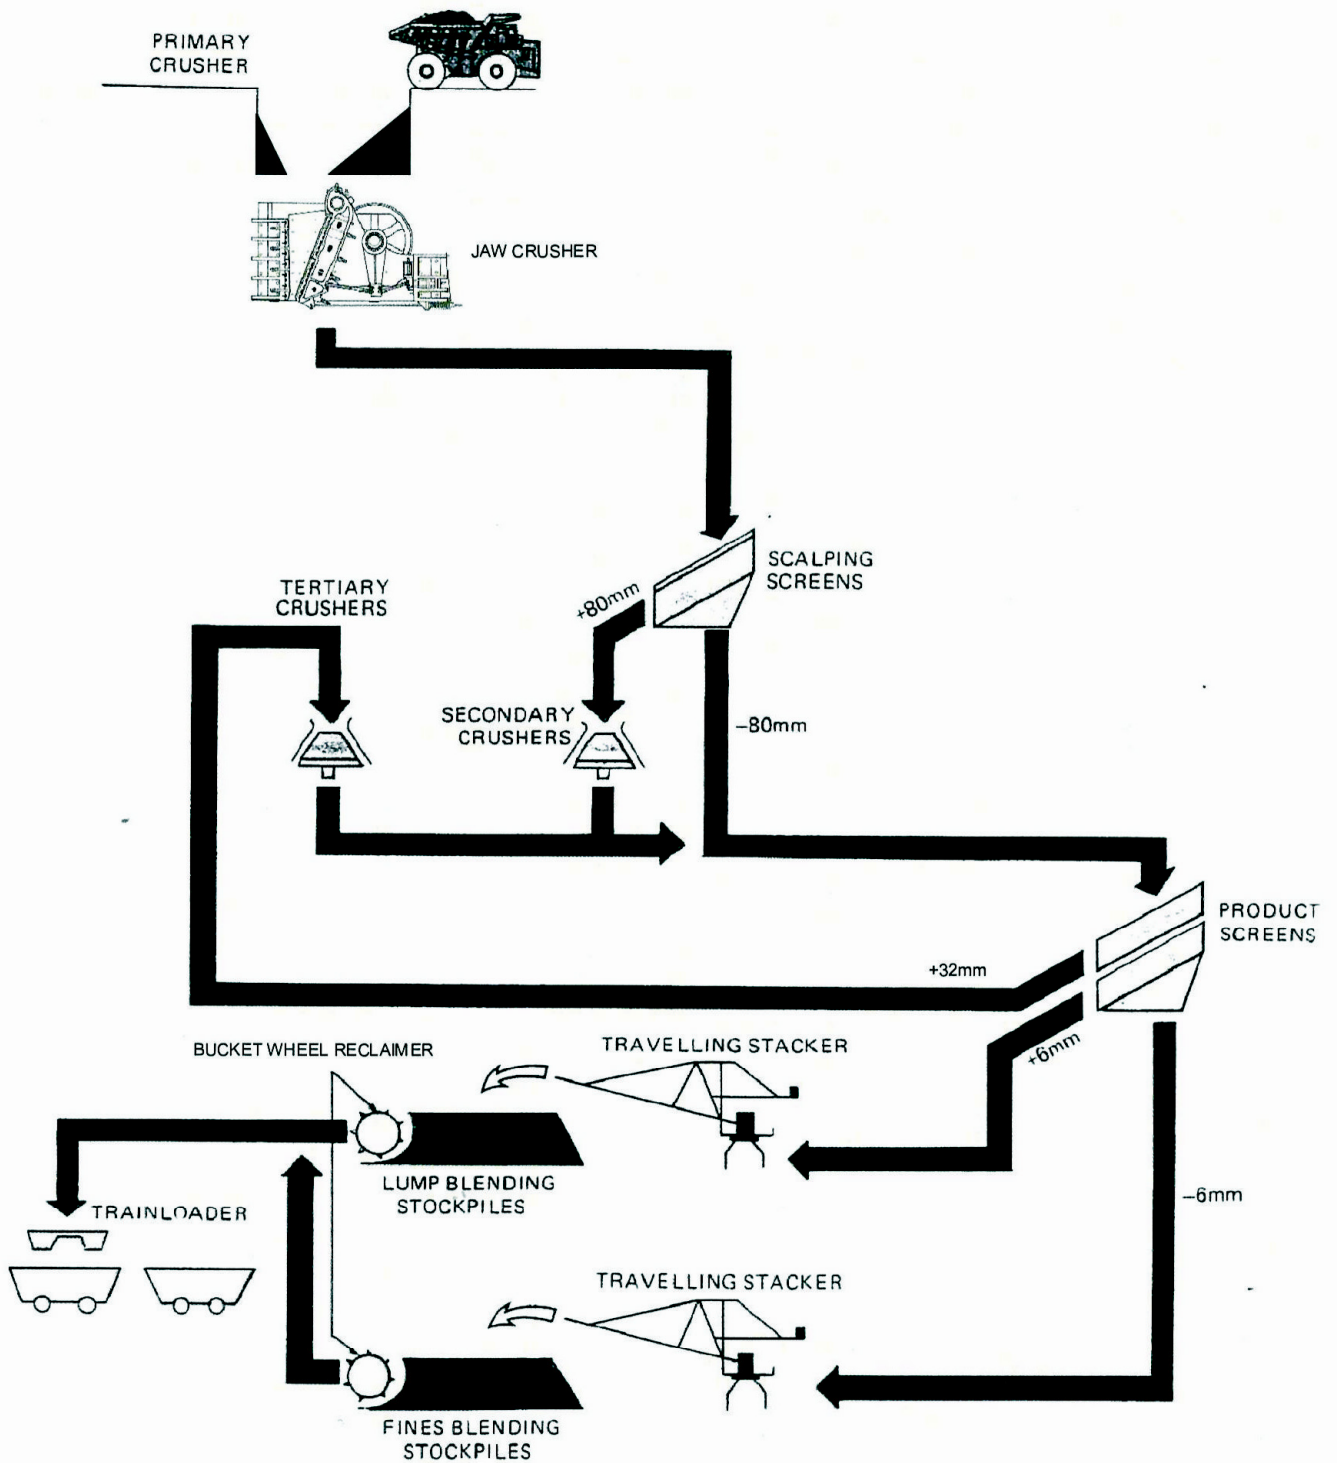 PRIMARY
CRUSHER
JAW CRUSHER
SCALPING
SCREENS
+80mm
TERTIARY
CRUSHERS
SECONDARY
CRUSHERS
-80mm
PRODUCT
SCREENS
+32mm
+6mm
BUCKET WHEEL RECLAIMER
TRAVELLING STACKER
LUMP BLENDING
STOCKPILES
-6mm
TRAINLOADER
TRAVELLING STACKER
FINES BLENDING
STOCKPILES